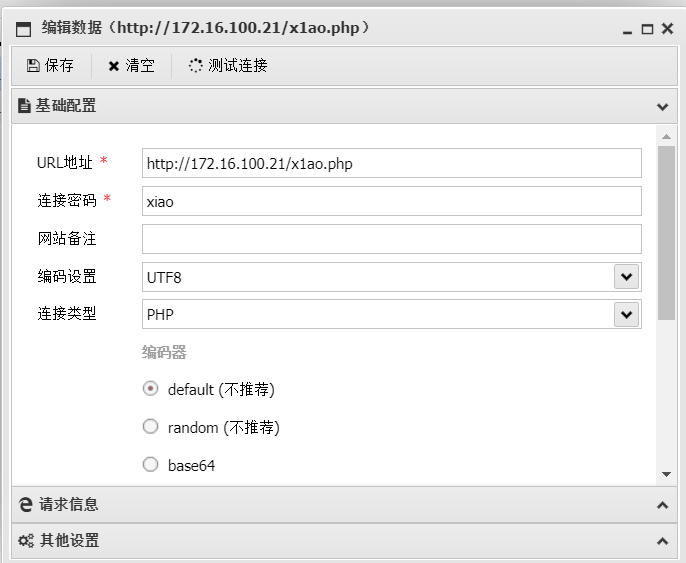 编辑数据（http://172.16.100.21/x1ao.php）
保存 清空 测试连接
基础配置
URL地址 * http://172.16.100.21/x1ao.php
连接密码 * xiao
网站备注
编码设置 UTF8
连接类型 PHP
编码器
default (不推荐)
random (不推荐)
base64
请求信息
其他设置